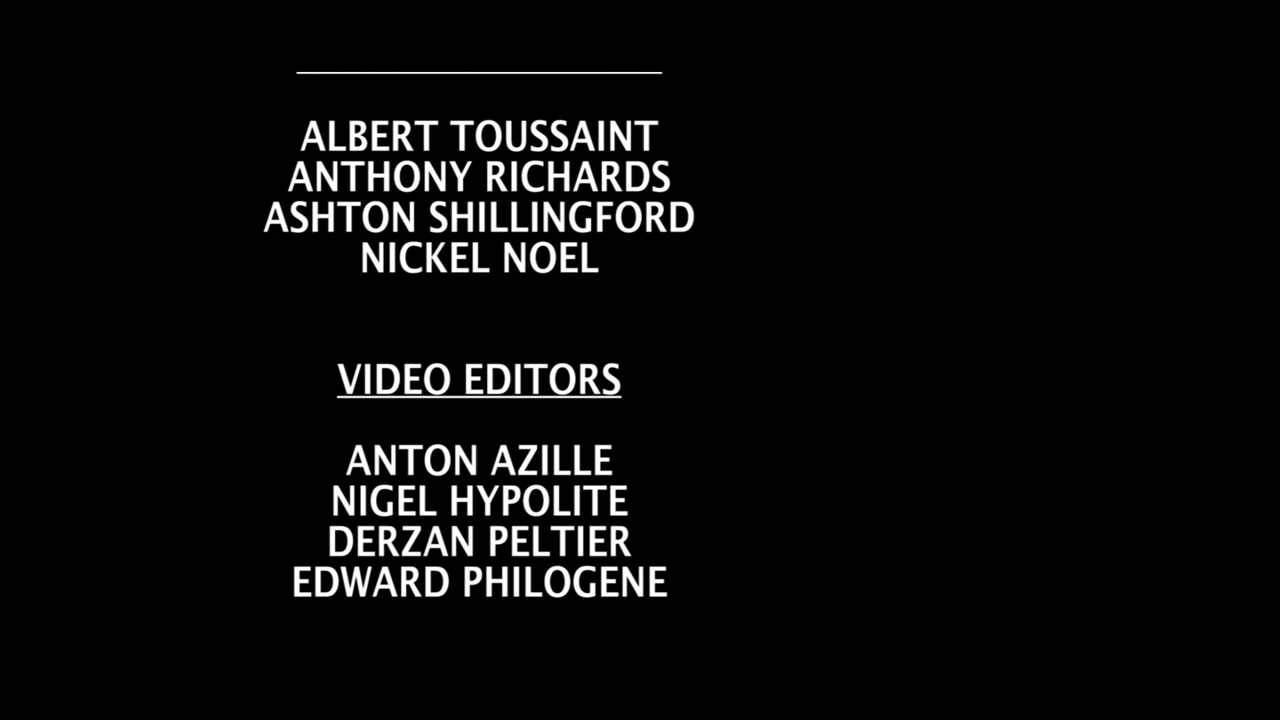 ALBERT TOUSSAINT
ANTHONY RICHARDS
ASHTON SHILLINGFORD
NICKEL NOEL
VIDEO EDITORS
ANTON AZILLE
NIGEL HYPOLITE
DERZAN PELTIER
EDWARD PHILOGENE